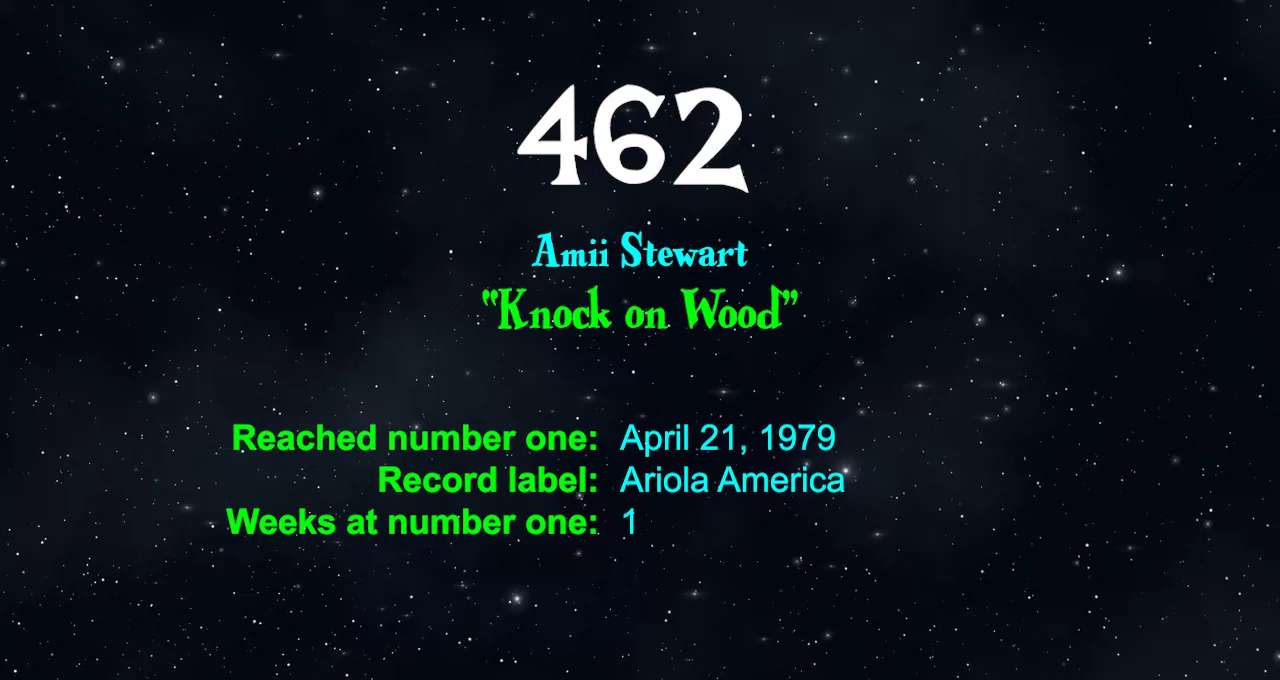 462
Amii Stewart
“Knock on Wood”
Reached number one: April 21, 1979
Record label: Ariola America
Weeks at number one: 1